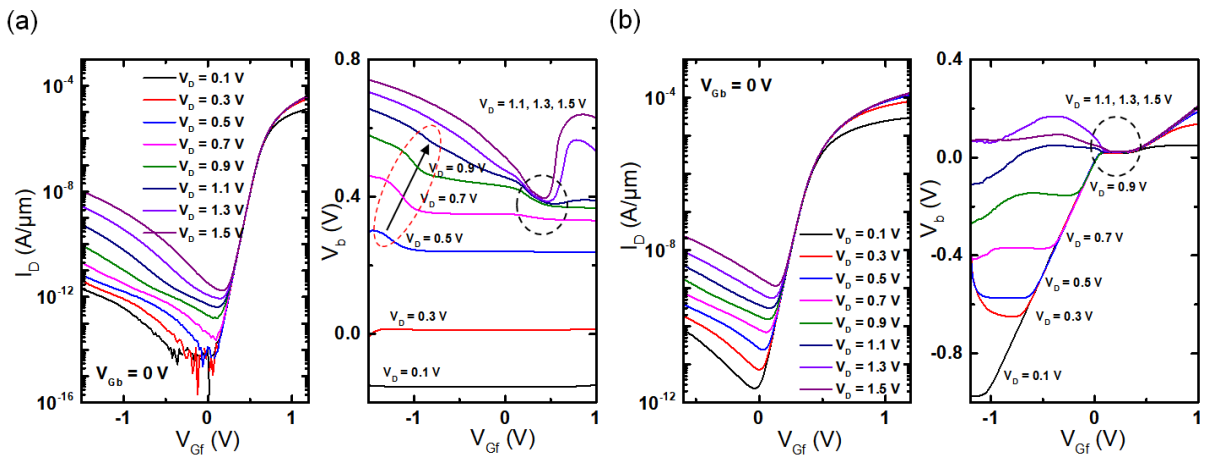 (a)
10^-4
10^-8
10^-12
10^-16
I_D (A/μm)
V_D = 0.1 V
V_D = 0.3 V
V_D = 0.5 V
V_D = 0.7 V
V_D = 0.9 V
V_D = 1.1 V
V_D = 1.3 V
V_D = 1.5 V
V_Gb = 0 V
-1
0
1
V_Gf (V)
0.8
0.4
0.0
V_b (V)
V_D = 1.1, 1.3, 1.5 V
V_D = 0.9 V
V_D = 0.7 V
V_D = 0.5 V
V_D = 0.3 V
V_D = 0.1 V
-1
0
1
V_Gf (V)
(b)
10^-4
10^-8
10^-12
I_D (A/μm)
V_Gb = 0 V
V_D = 0.1 V
V_D = 0.3 V
V_D = 0.5 V
V_D = 0.7 V
V_D = 0.9 V
V_D = 1.1 V
V_D = 1.3 V
V_D = 1.5 V
-1
0
1
V_Gf (V)
0.4
0.0
-0.4
-0.8
V_b (V)
V_D = 1.1, 1.3, 1.5 V
V_D = 0.9 V
V_D = 0.7 V
V_D = 0.5 V
V_D = 0.3 V
V_D = 0.1 V
-1
0
1
V_Gf (V)